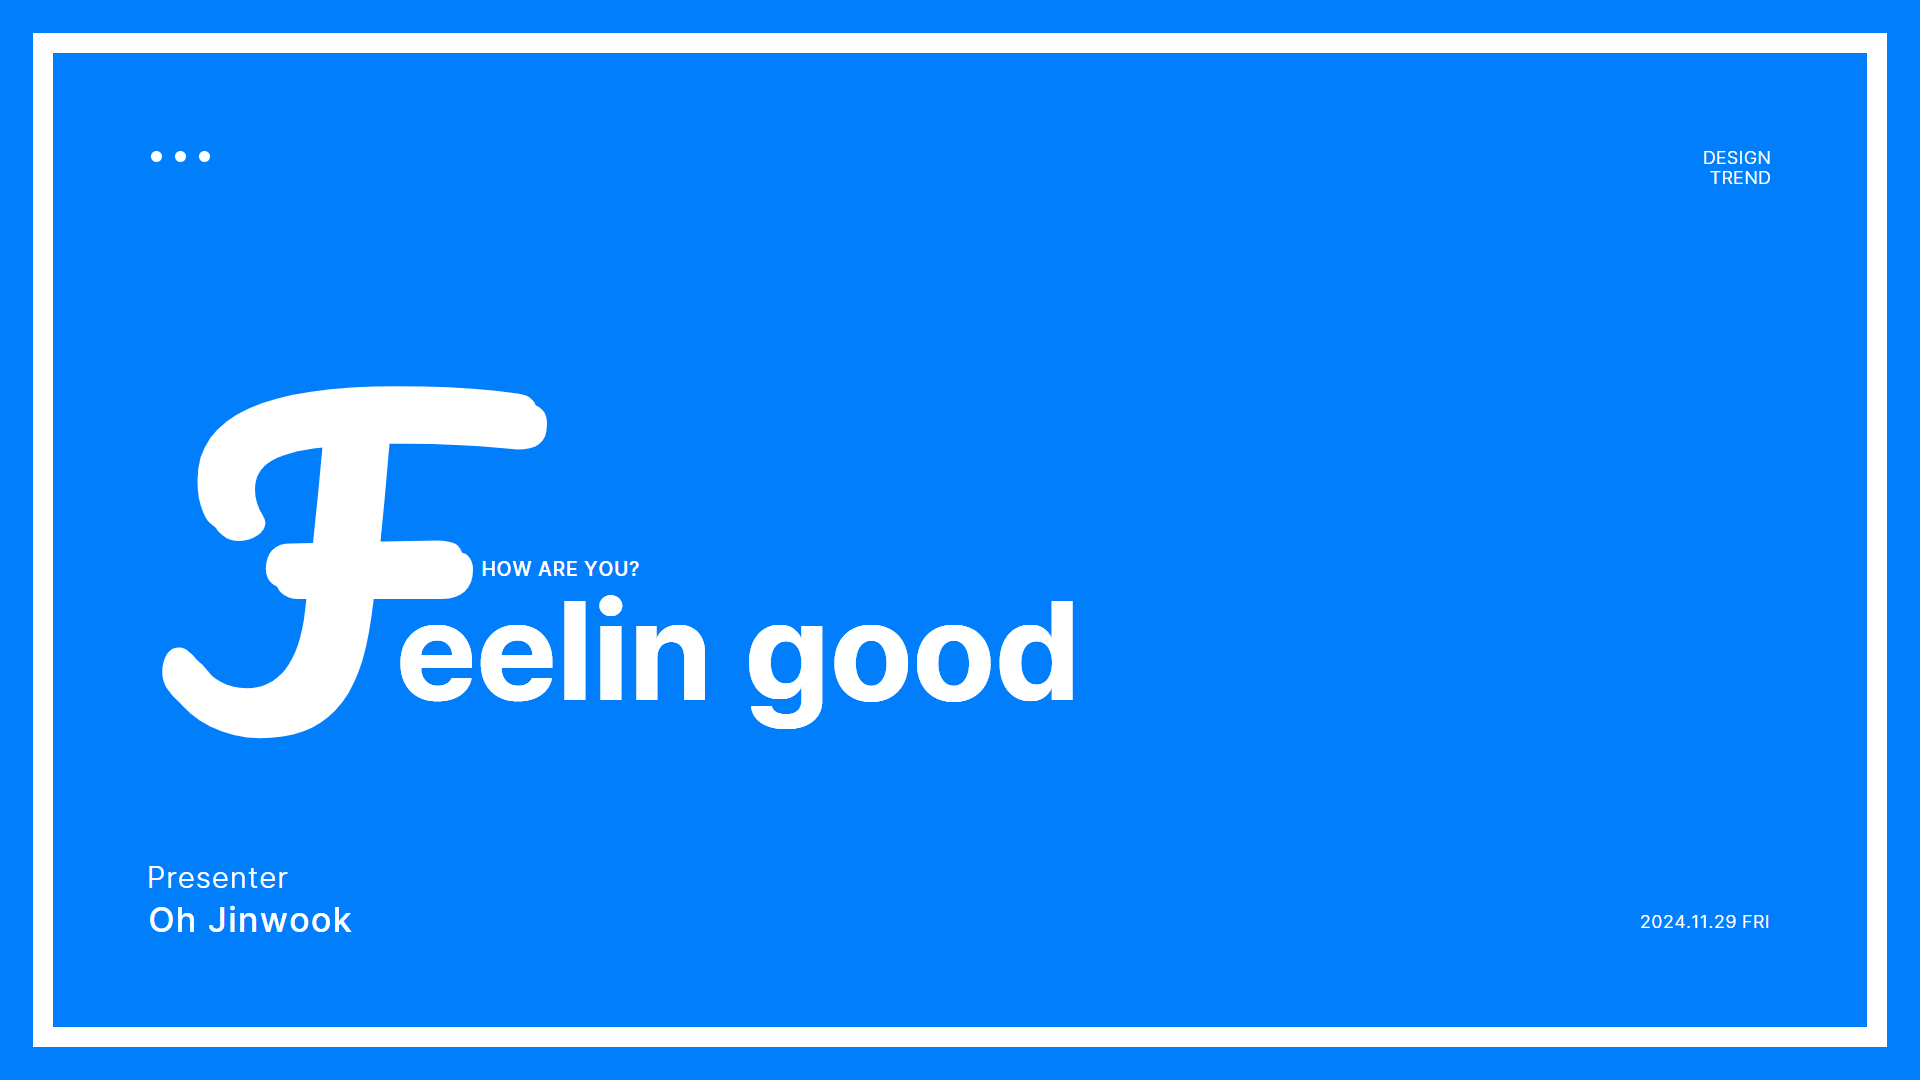 DESIGN
TREND
HOW ARE YOU?
Feelin good
Presenter
Oh Jinwook
2024.11.29 FRI